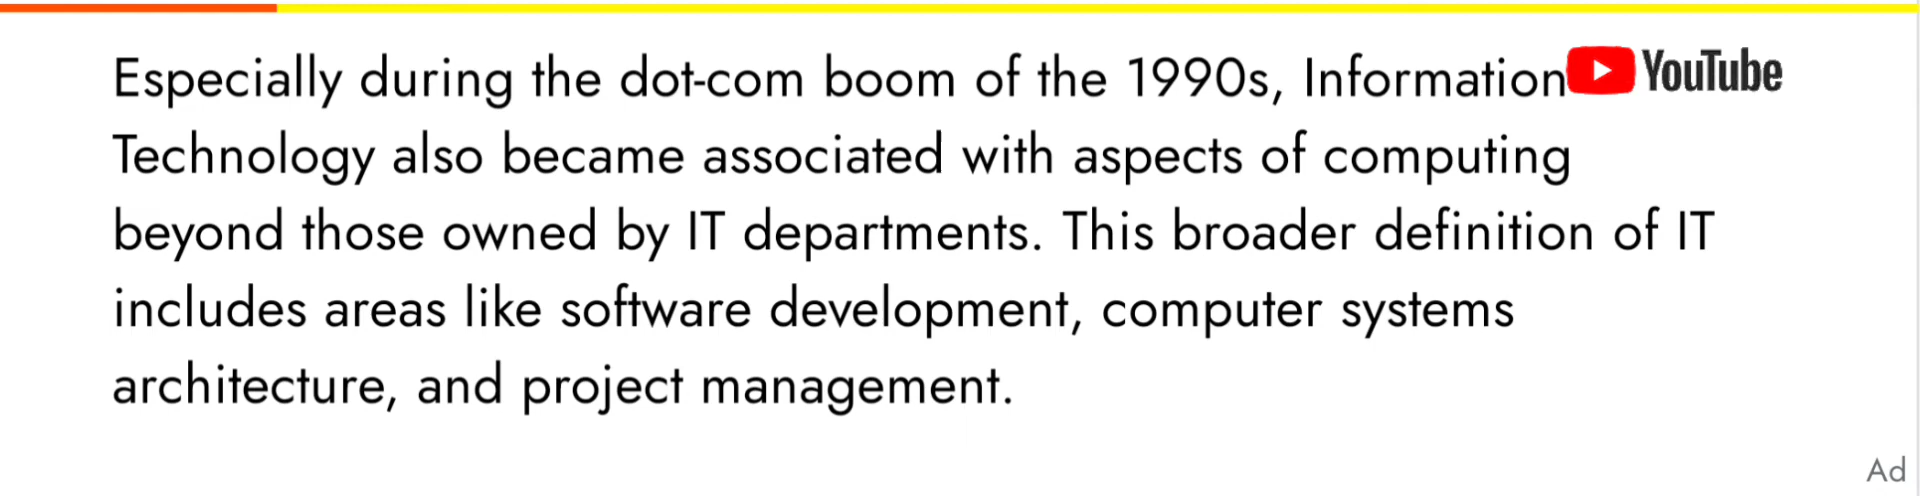 Especially during the dot-com boom of the 1990s, Information
YouTube
Technology also became associated with aspects of computing
beyond those owned by IT departments. This broader definition of IT
includes areas like software development, computer systems
architecture, and project management.
Ad